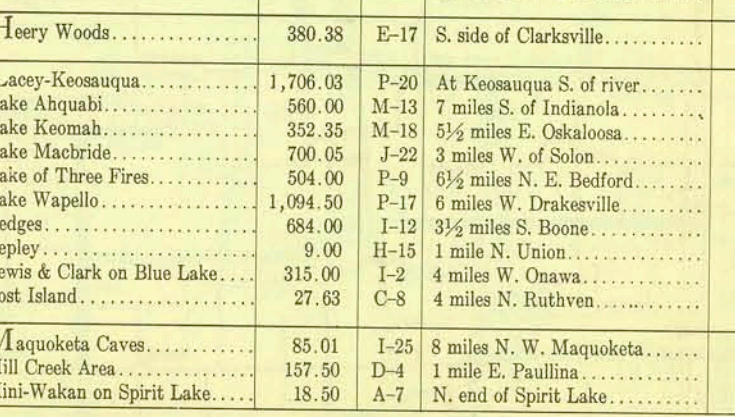 Heery Woods............ 380.38 E–17 S. side of Clarksville..........
Lacey-Keosauqua............ 1,706.03 P–20 At Keosauqua S. of river.......
ake Ahquabi............ 560.00 M–13 7 miles S. of Indianola........
ake Keomah............ 352.35 M–18 5½ miles E. Oskaloosa.........
ake Macbride............ 700.05 J–22 3 miles W. of Solon...........
ake of Three Fires............ 504.00 P–9 6½ miles N. E. Bedford........
ake Wapello............ 1,094.50 P–17 6 miles W. Drakesville.........
edges............ 684.00 I–12 3½ miles S. Boone............
epley............ 9.00 H–15 1 mile N. Union..............
ewis & Clark on Blue Lake.... 315.00 I–2 4 miles W. Onawa............
ost Island............ 27.63 C–8 4 miles N. Ruthven...........
Maquoketa Caves............ 85.01 I–25 8 miles N. W. Maquoketa......
ill Creek Area............ 157.50 D–4 1 mile E. Paullina............
ini-Wakan on Spirit Lake..... 18.50 A–7 N. end of Spirit Lake..........